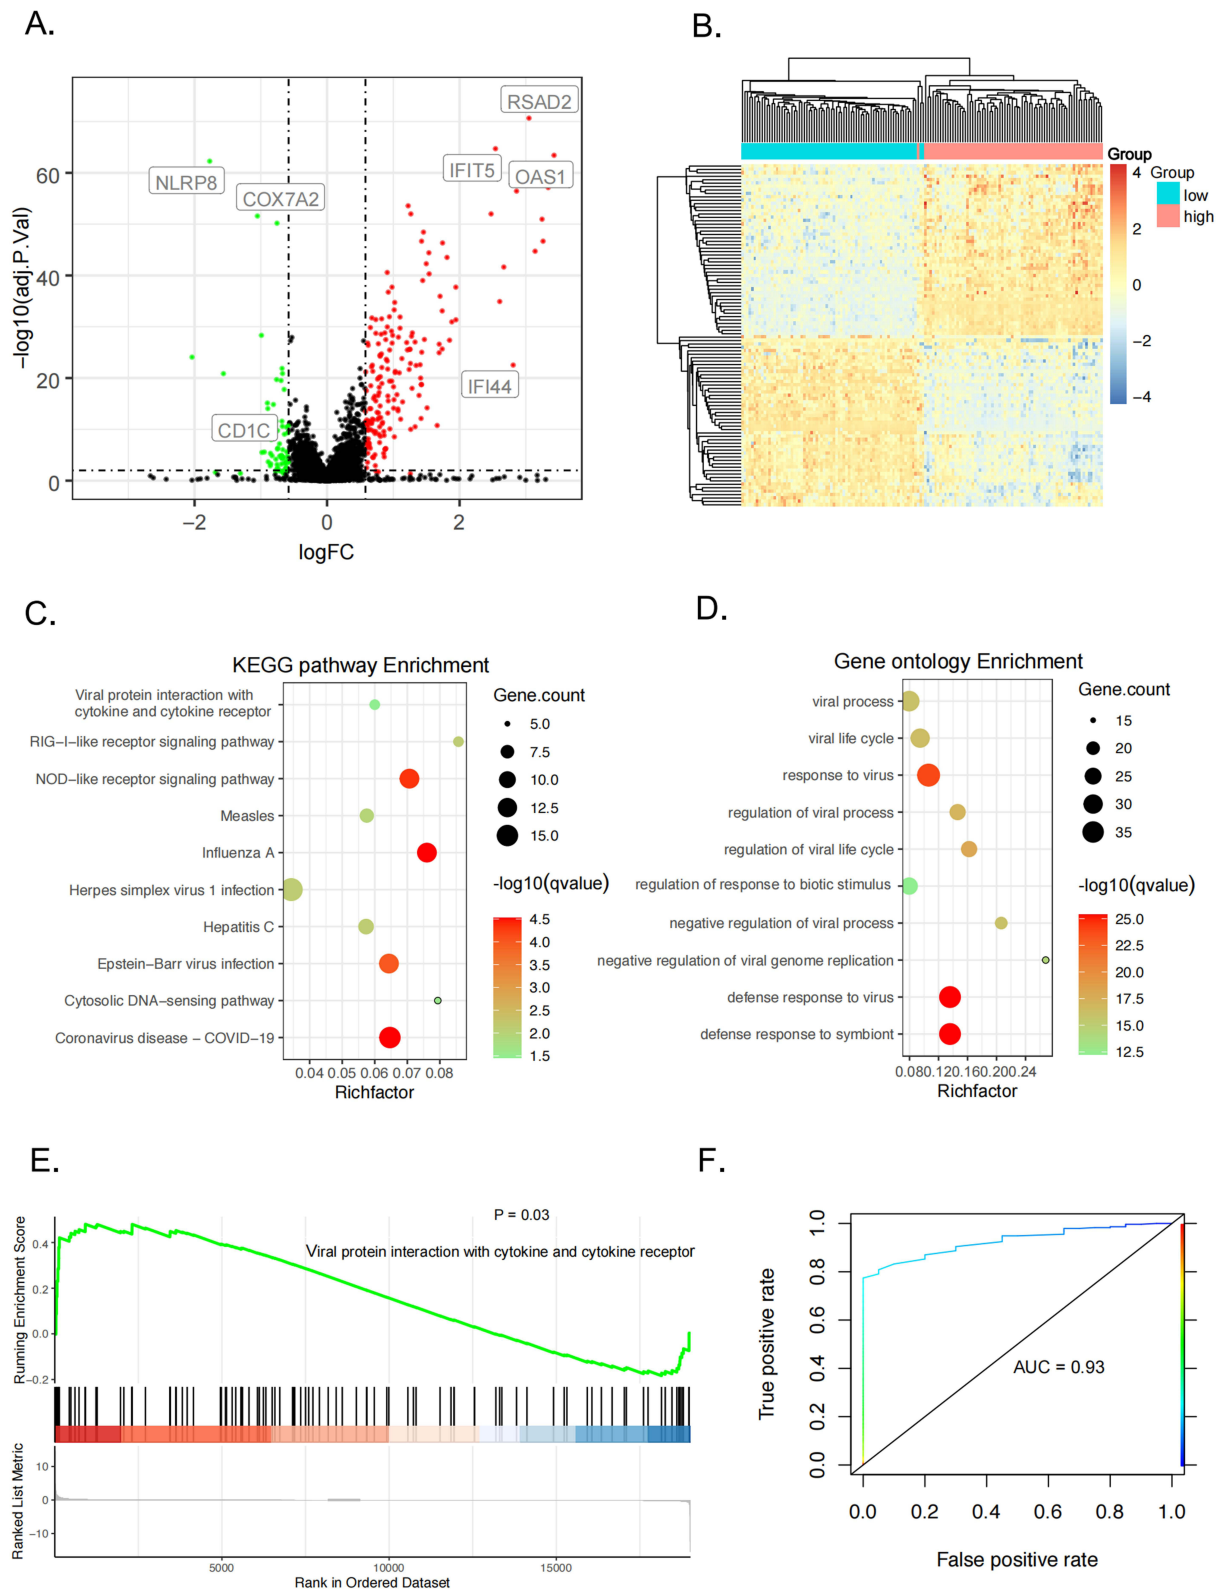 A.
RSAD2
IFIT5
OAS1
NLRP8
COX7A2
IFI44
CD1C
60
40
20
0
−2
0
2
−log10(adj.P.Val)
logFC
B.
Group
4
2
0
−2
−4
Group
low
high
C.
KEGG pathway Enrichment
Viral protein interaction with
cytokine and cytokine receptor
RIG−I−like receptor signaling pathway
NOD−like receptor signaling pathway
Measles
Influenza A
Herpes simplex virus 1 infection
Hepatitis C
Epstein−Barr virus infection
Cytosolic DNA−sensing pathway
Coronavirus disease − COVID−19
0.04 0.05 0.06 0.07 0.08
Richfactor
Gene.count
5.0
7.5
10.0
12.5
15.0
-log10(qvalue)
4.5
4.0
3.5
3.0
2.5
2.0
1.5
D.
Gene ontology Enrichment
viral process
viral life cycle
response to virus
regulation of viral process
regulation of viral life cycle
regulation of response to biotic stimulus
negative regulation of viral process
negative regulation of viral genome replication
defense response to virus
defense response to symbiont
0.080.120.160.200.24
Richfactor
Gene.count
15
20
25
30
35
-log10(qvalue)
25.0
22.5
20.0
17.5
15.0
12.5
E.
P = 0.03
Viral protein interaction with cytokine and cytokine receptor
Running Enrichment Score
0.4
0.2
0.0
−0.2
Ranked List Metric
10
0
−10
5000
10000
15000
Rank in Ordered Dataset
F.
True positive rate
1.0
0.8
0.6
0.4
0.2
0.0
AUC = 0.93
0.0 0.2 0.4 0.6 0.8 1.0
False positive rate